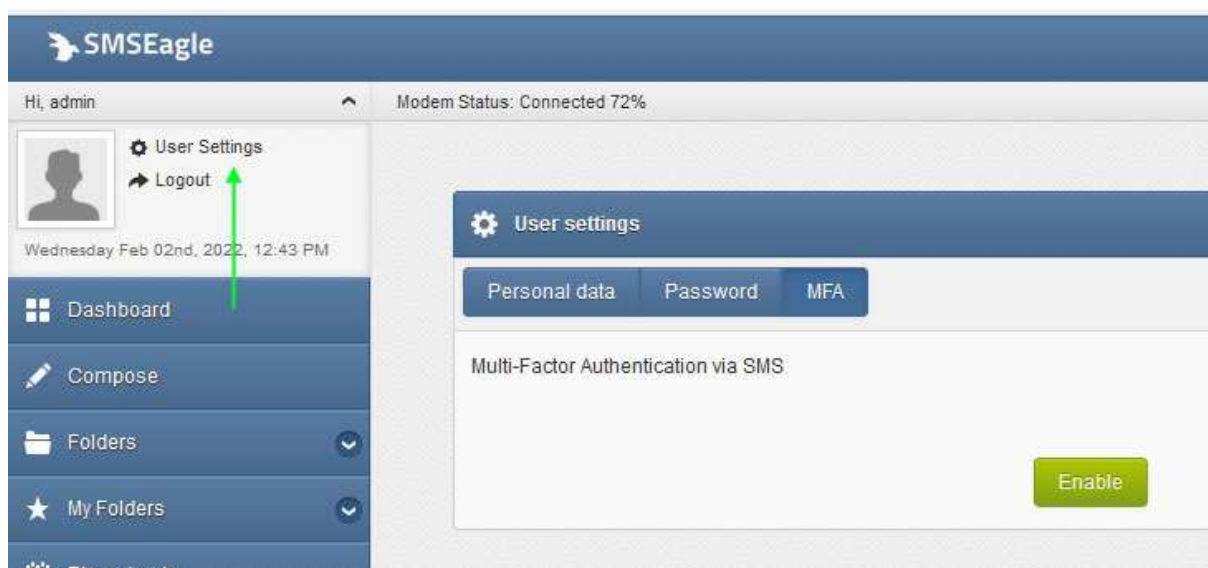 SMSEagle
Hi, admin
Modem Status: Connected 72%
User Settings
Logout
Wednesday Feb 02nd, 2022, 12:43 PM
Dashboard
Compose
Folders
My Folders
User settings
Personal data Password MFA
Multi-Factor Authentication via SMS
Enable